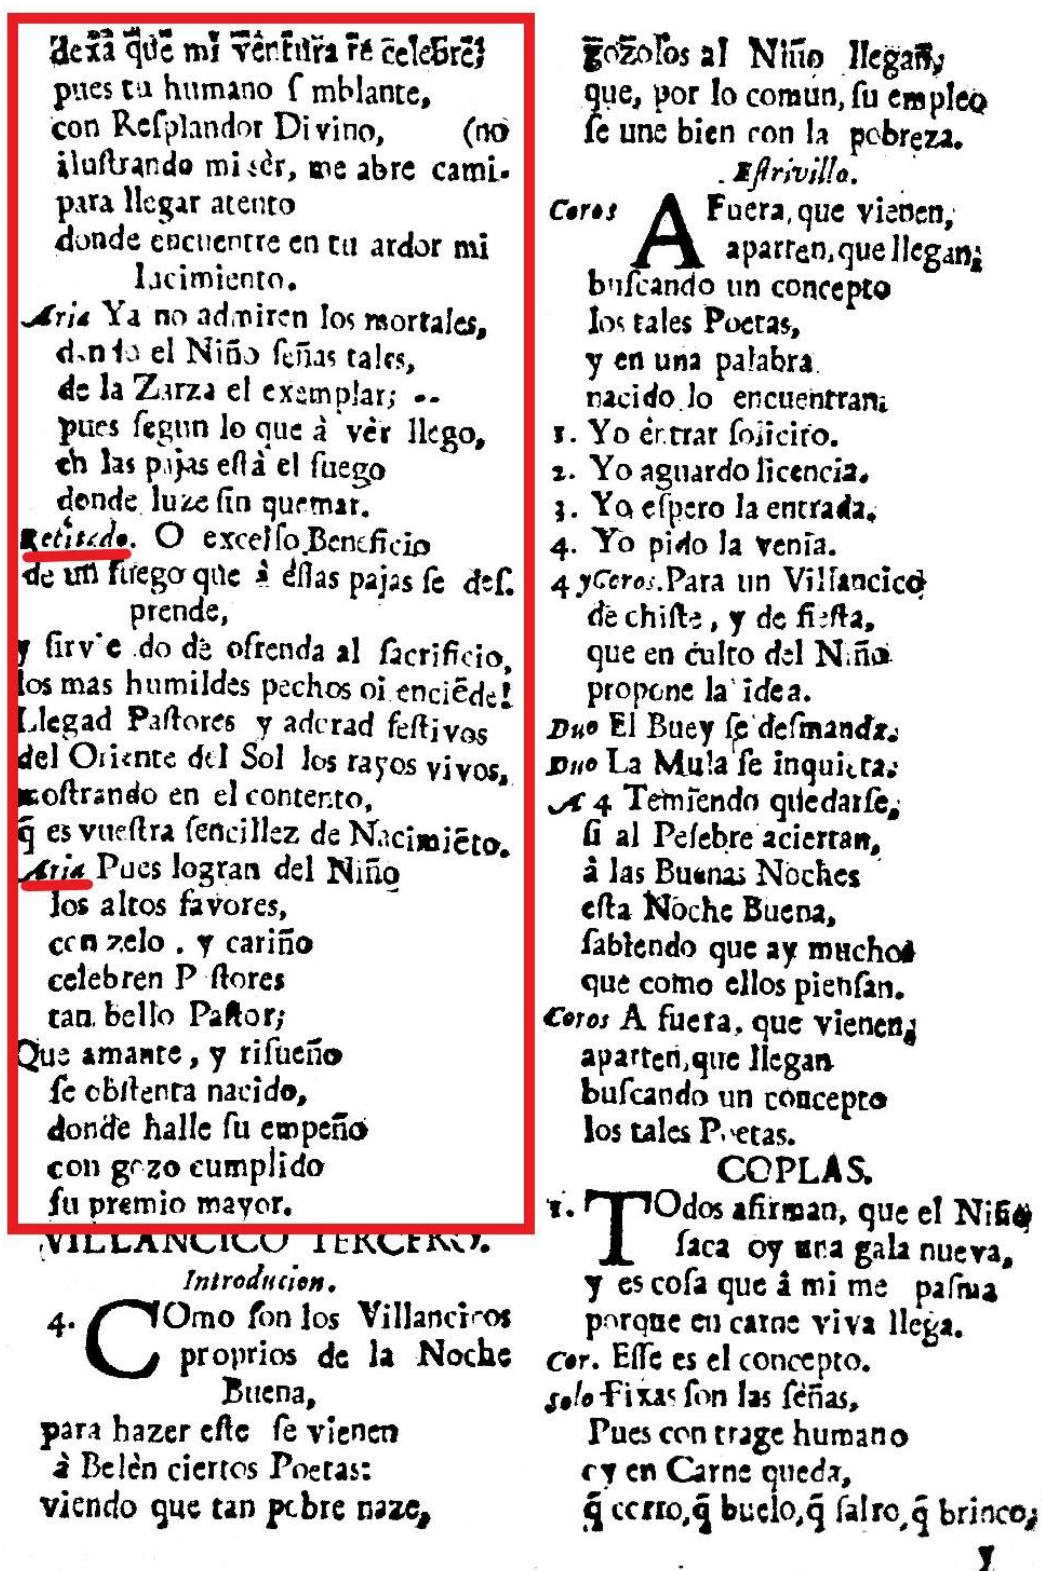 dexa que mi ventura te celebre;
pues tu humano s mblante,
con Resplandor Divino, (no
ilustrando mi sèr, me abre cami-
para llegar atento
donde encuentre en tu ardor mi
lucimiento.
Aria Ya no admiren los mortales,
dando el Niño señas tales,
de la Zarza el exemplar;
pues segun lo que à vèr llego,
en las pajas està el fuego
donde luze sin quemar.
Recitado. O excelso Beneficio
de un fuego que à essas pajas se des-
prende,
y sirviedo de ofrenda al sacrificio,
los mas humildes pechos oi enciēde!
Llegad Pastores y adorad festivos
del Oriente del Sol los rayos vivos,
mostrando en el contento,
q̄ es vuestra sencillez de Nacimiēto.
Aria Pues logran del Niño
los altos favores,
con zelo, y cariño
celebren P stores
tan bello Pastor;
Que amante, y risueño
se obstenta nacido,
donde halle su empeño
con gozo cumplido
su premio mayor.
VILLANCICO TERCERO.
Introducion.
4. COmo son los Villancicos
proprios de la Noche
Buena,
para hazer este se vienen
à Belèn ciertos Poetas:
viendo que tan pobre naze,
gozosos al Niño llegan,
que, por lo comun, su empleo
se une bien con la pobreza.
Estrivillo.
Coros AFuera, que vienen,
aparten, que llegan;
buscando un concepto
los tales Poetas,
y en una palabra
nacido lo encuentran;
1. Yo entrar solicito.
2. Yo aguardo licencia.
3. Yo espero la entrada.
4. Yo pido la venia.
4 y Coros. Para un Villancico
de chiste, y de fiesta,
que en culto del Niño
propone la idea.
Duo El Buey se desmanda.
Duo La Mula se inquieta;
A 4 Temiendo quedarse,
si al Pesebre aciertan,
à las Buenas Noches
esta Noche Buena,
sabiendo que ay muchos
que como ellos piensan.
Coros A fuera, que vienen;
aparten, que llegan
buscando un concepto
los tales Poetas.
COPLAS.
1. TOdos afirman, que el Niño
saca oy una gala nueva,
y es cosa que à mi me pasma
porque en carne viva llega.
Cor. Esse es el concepto.
solo Fixas son las señas,
Pues con trage humano
oy en Carne queda,
q̄ corro, q̄ buelo, q̄ salto, q̄ brinco;
y